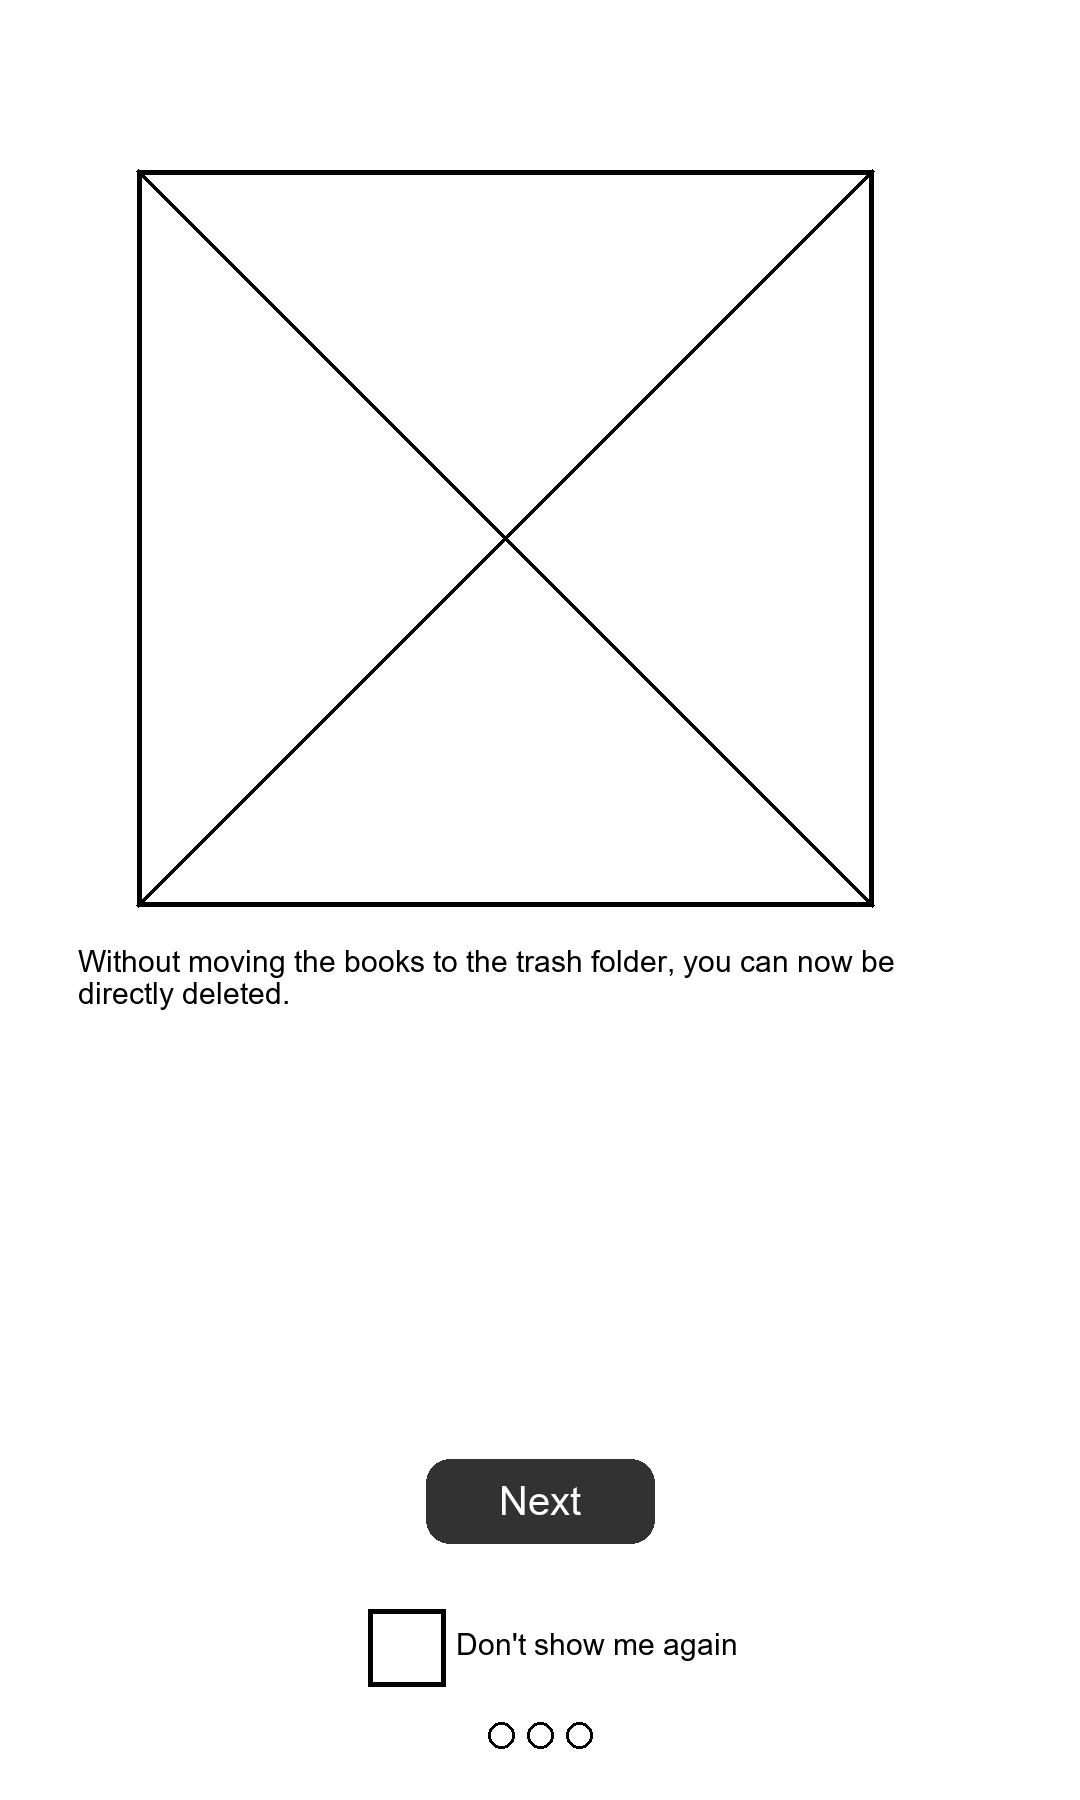 Without moving the books to the trash folder, you can now be
directly deleted.
Next
Don't show me again